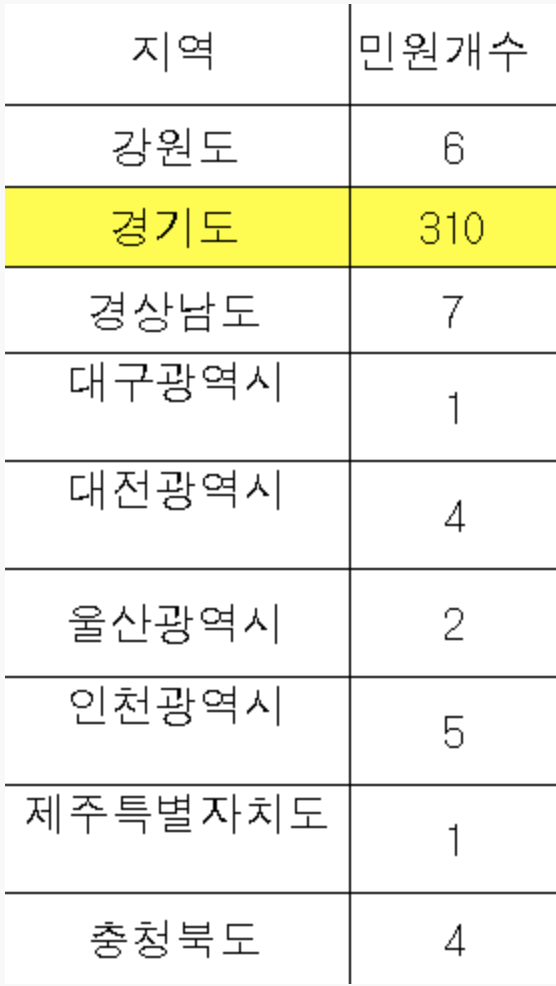 지역 민원개수
강원도 6
경기도 310
경상남도 7
대구광역시 1
대전광역시 4
울산광역시 2
인천광역시 5
제주특별자치도 1
충청북도 4